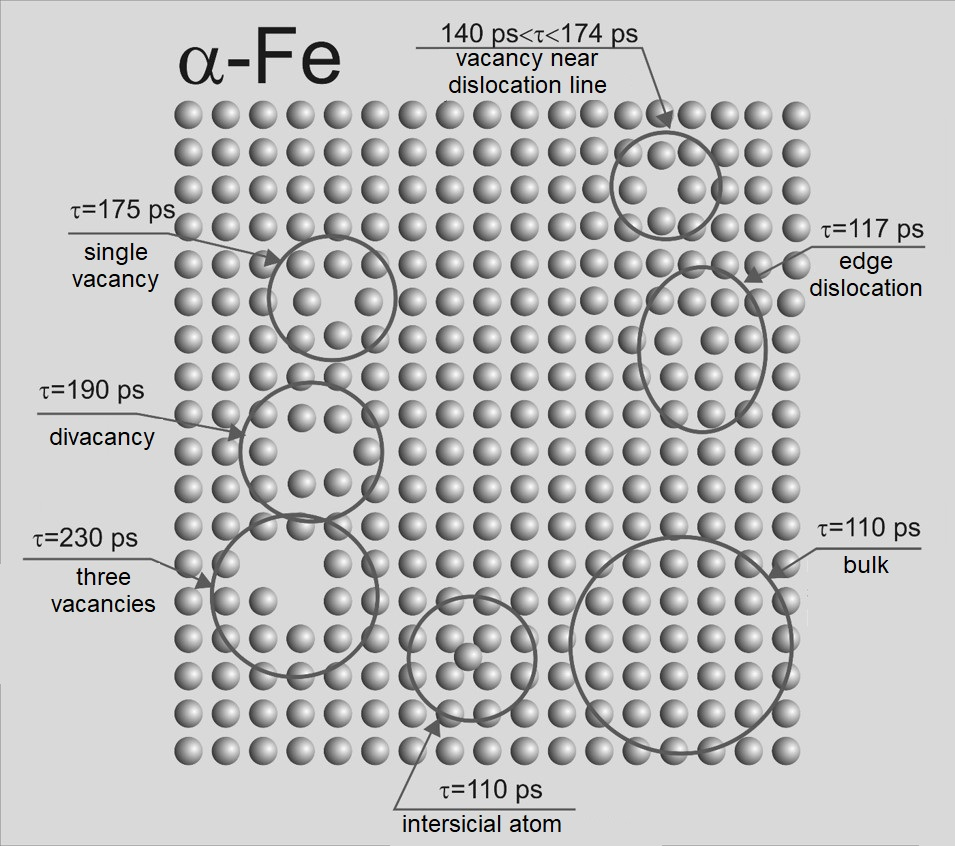 α-Fe
140 ps<τ<174 ps
vacancy near
dislocation line
τ=175 ps
single
vacancy
τ=117 ps
edge
dislocation
τ=190 ps
divacancy
τ=230 ps
three
vacancies
τ=110 ps
bulk
τ=110 ps
intersicial atom